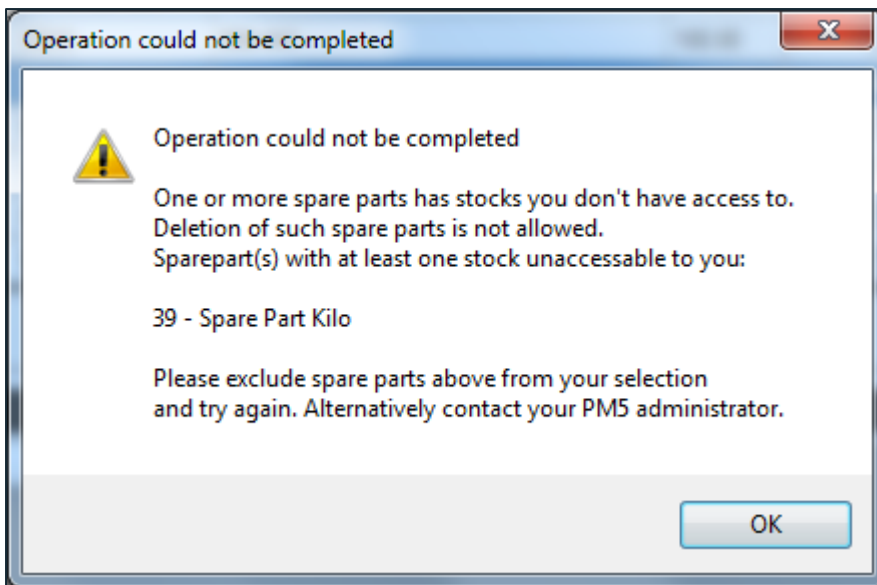 Operation could not be completed
Operation could not be completed
One or more spare parts has stocks you don't have access to.
Deletion of such spare parts is not allowed.
Sparepart(s) with at least one stock unaccessable to you:
39 - Spare Part Kilo
Please exclude spare parts above from your selection
and try again. Alternatively contact your PM5 administrator.
OK